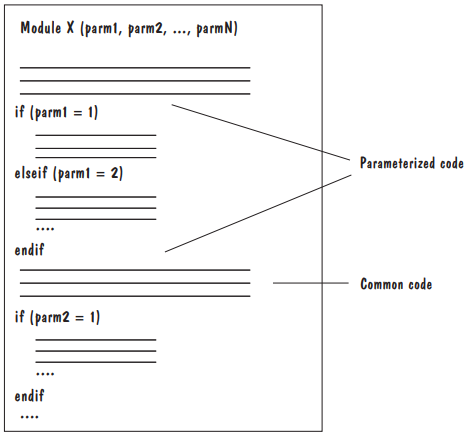 Module X (parm1, parm2, ..., parmN)
if (parm1 = 1)
elseif (parm1 = 2)
....
endif
if (parm2 = 1)
....
endif
....
Parameterized code
Common code